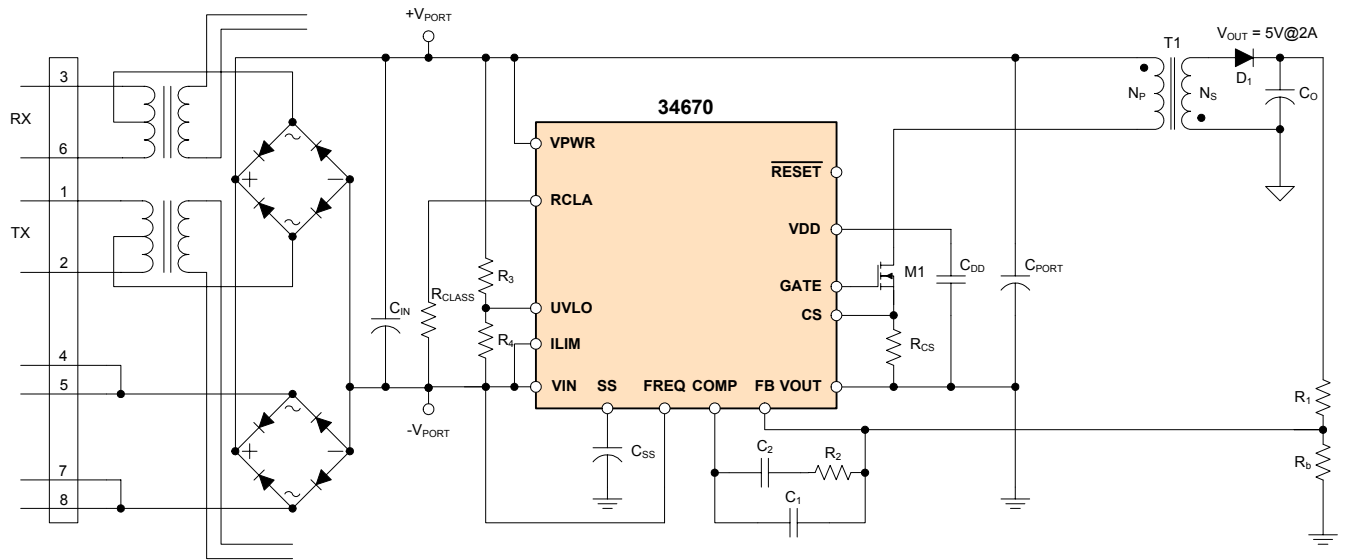 +V_PORT
V_OUT = 5V@2A
T1
3
RX
6
1
TX
2
4
5
7
8
34670
VPWR
RESET
RCLA
VDD
GATE
UVLO
CS
ILIM
VIN SS FREQ COMP FB VOUT
N_P
N_S
D_1
C_O
M1
C_DD
C_PORT
R_CS
R_3
R_4
C_IN
R_CLASS
-V_PORT
C_SS
C_2
R_2
C_1
R_1
R_b
+
~
~
+
~
~